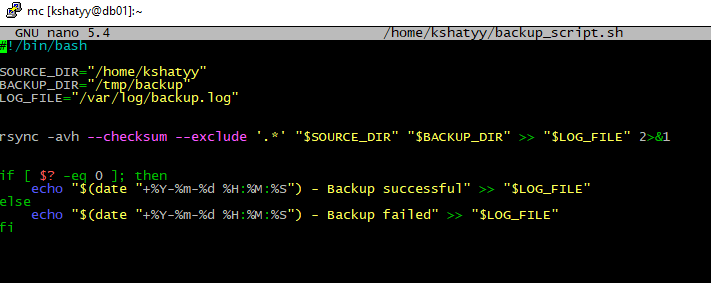 mc [kshatyy@db01]:~
GNU nano 5.4 /home/kshatyy/backup_script.sh
#!/bin/bash
SOURCE_DIR="/home/kshatyy"
BACKUP_DIR="/tmp/backup"
LOG_FILE="/var/log/backup.log"
rsync -avh --checksum --exclude '.*' "$SOURCE_DIR" "$BACKUP_DIR" >> "$LOG_FILE" 2>&1
if [ $? -eq 0 ]; then
    echo "$(date "+%Y-%m-%d %H:%M:%S") - Backup successful" >> "$LOG_FILE"
else
    echo "$(date "+%Y-%m-%d %H:%M:%S") - Backup failed" >> "$LOG_FILE"
fi